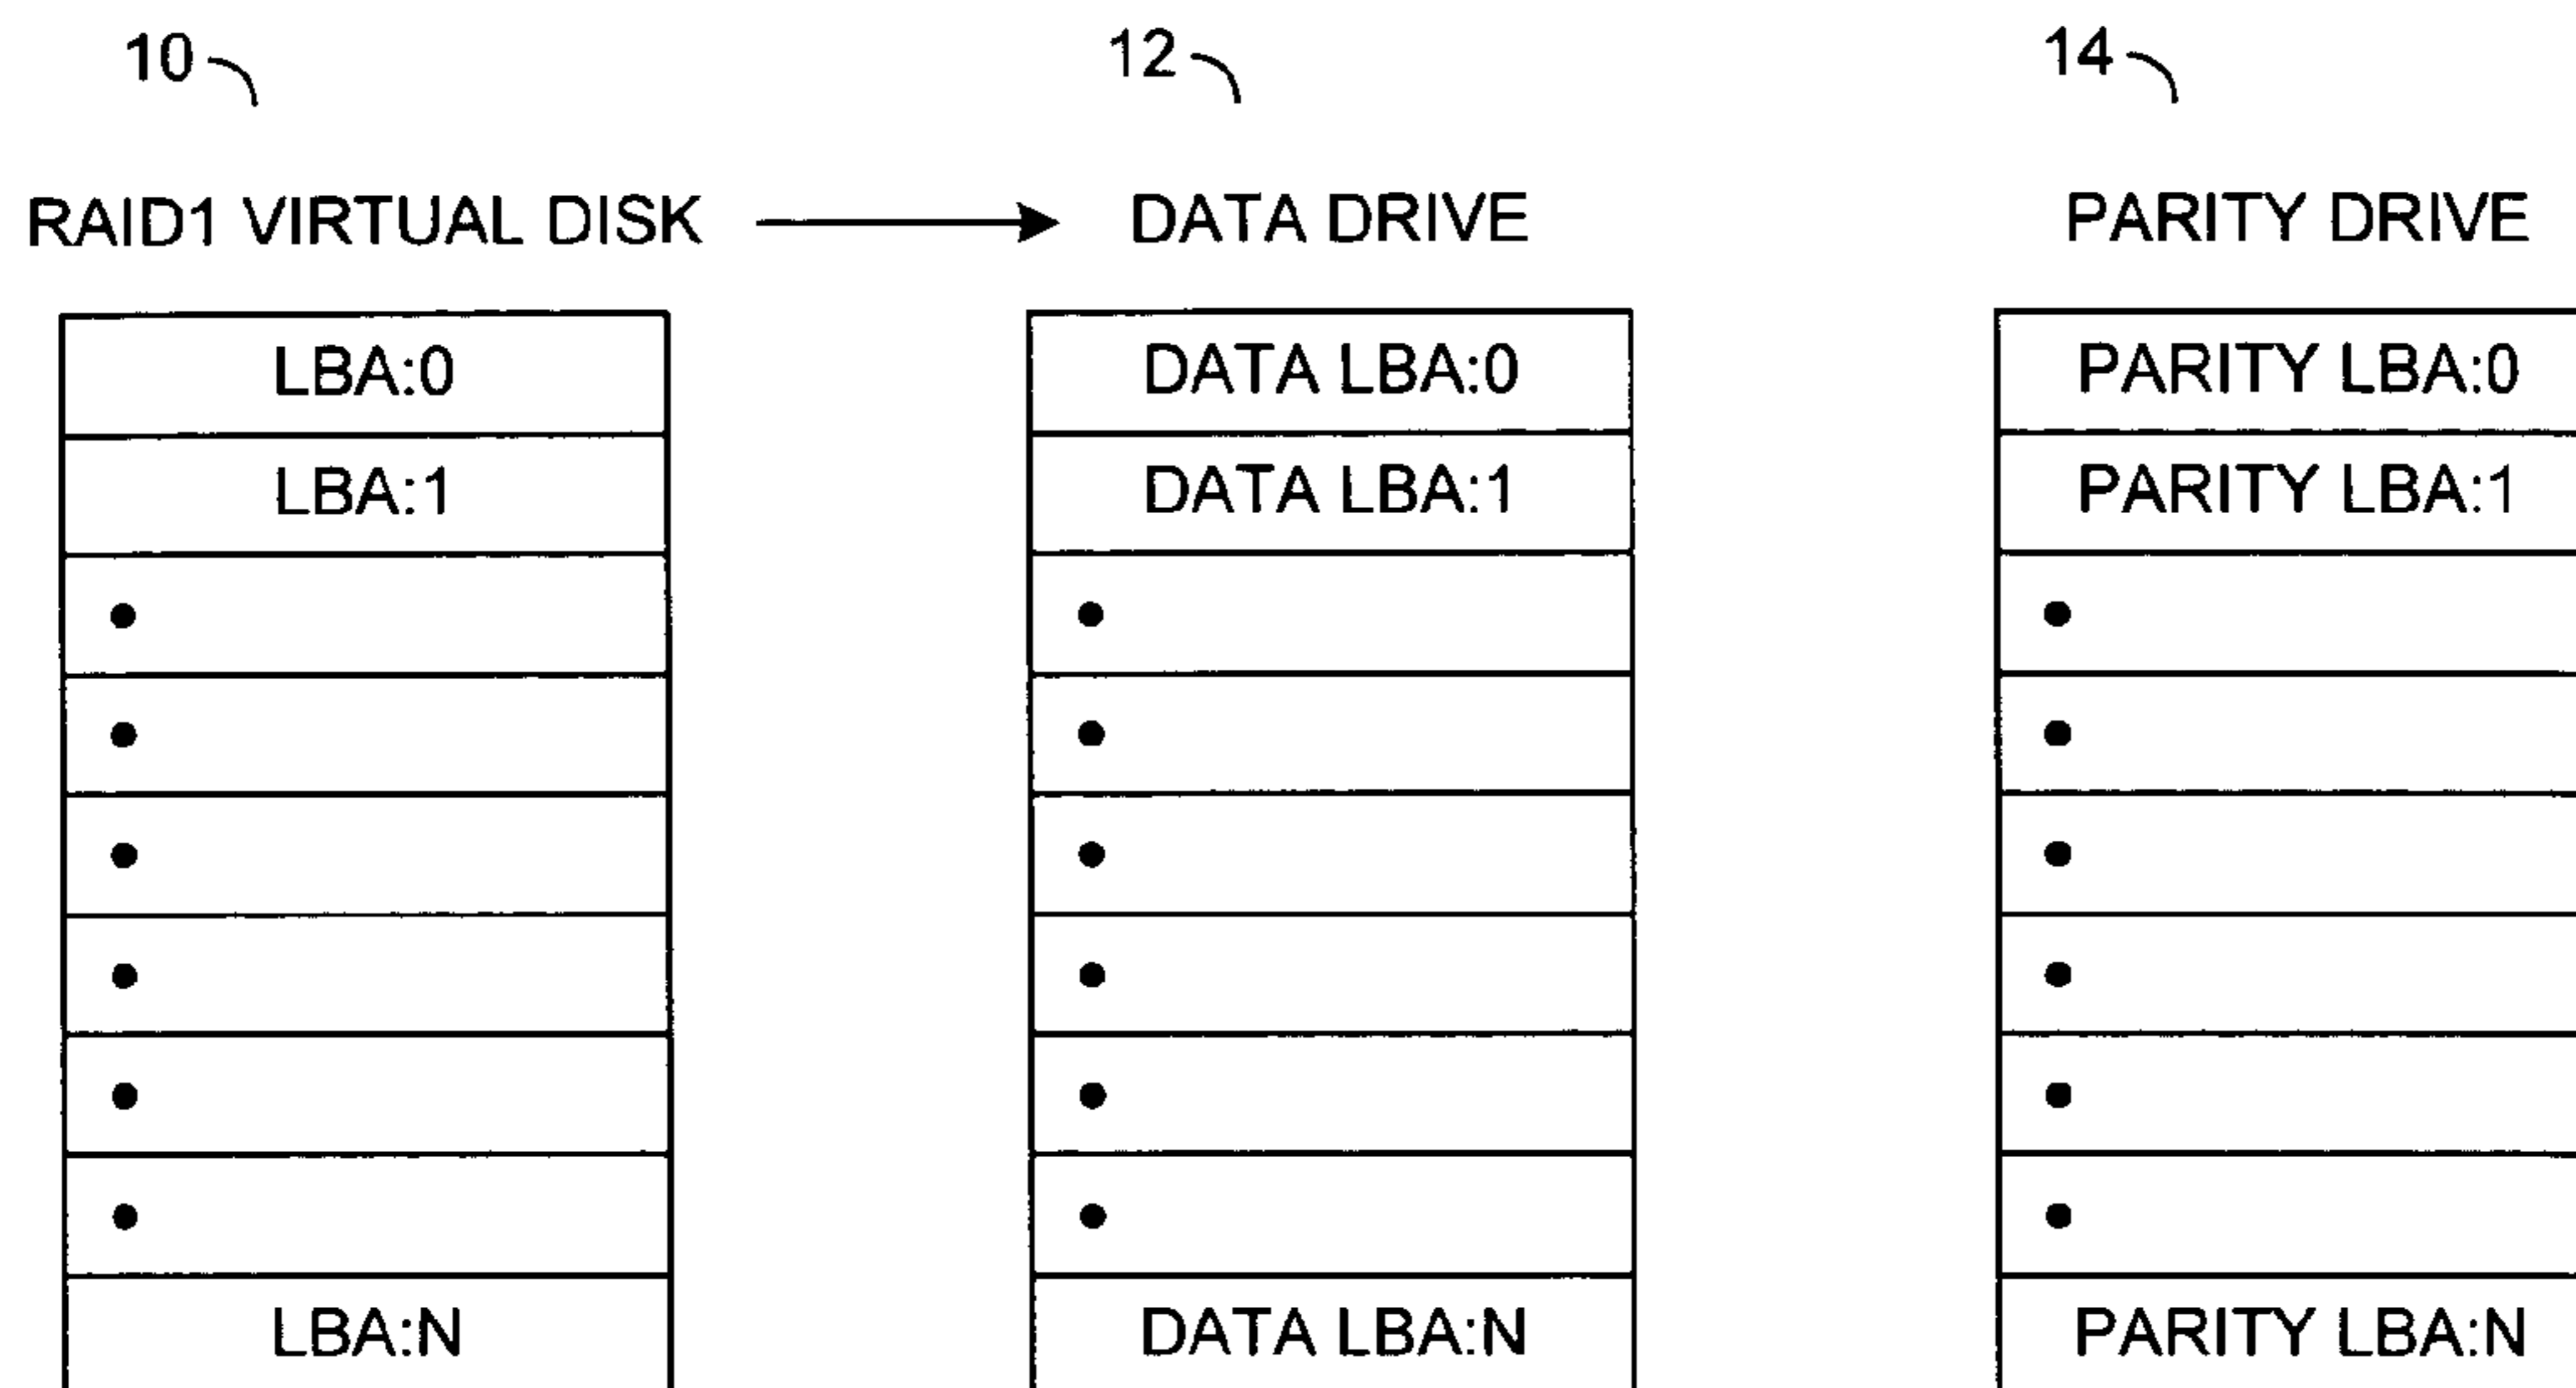 10 12 14
RAID1 VIRTUAL DISK DATA DRIVE PARITY DRIVE
LBA:0 DATA LBA:0 PARITY LBA:0
LBA:1 DATA LBA:1 PARITY LBA:1
LBA:N DATA LBA:N PARITY LBA:N